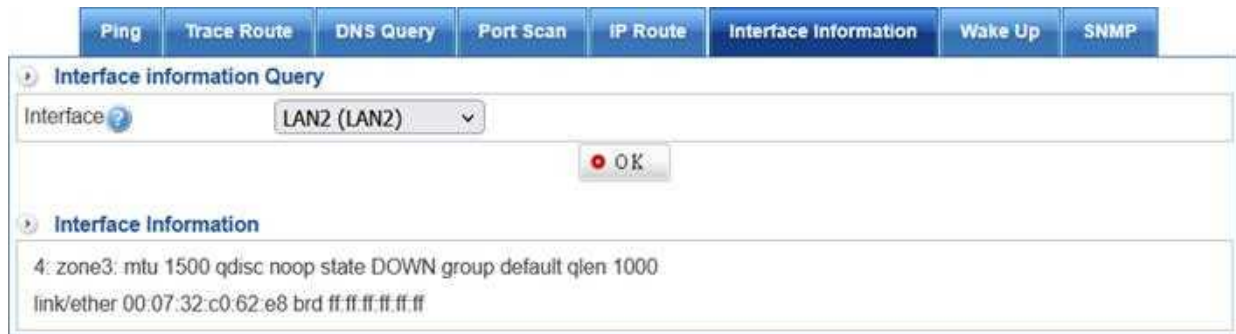 Ping Trace Route DNS Query Port Scan IP Route Interface Information Wake Up SNMP
Interface information Query
Interface LAN2 (LAN2)
OK
Interface Information
4: zone3: mtu 1500 qdisc noop state DOWN group default qlen 1000
link/ether 00:07:32:c0:62:e8 brd ff:ff:ff:ff:ff:ff